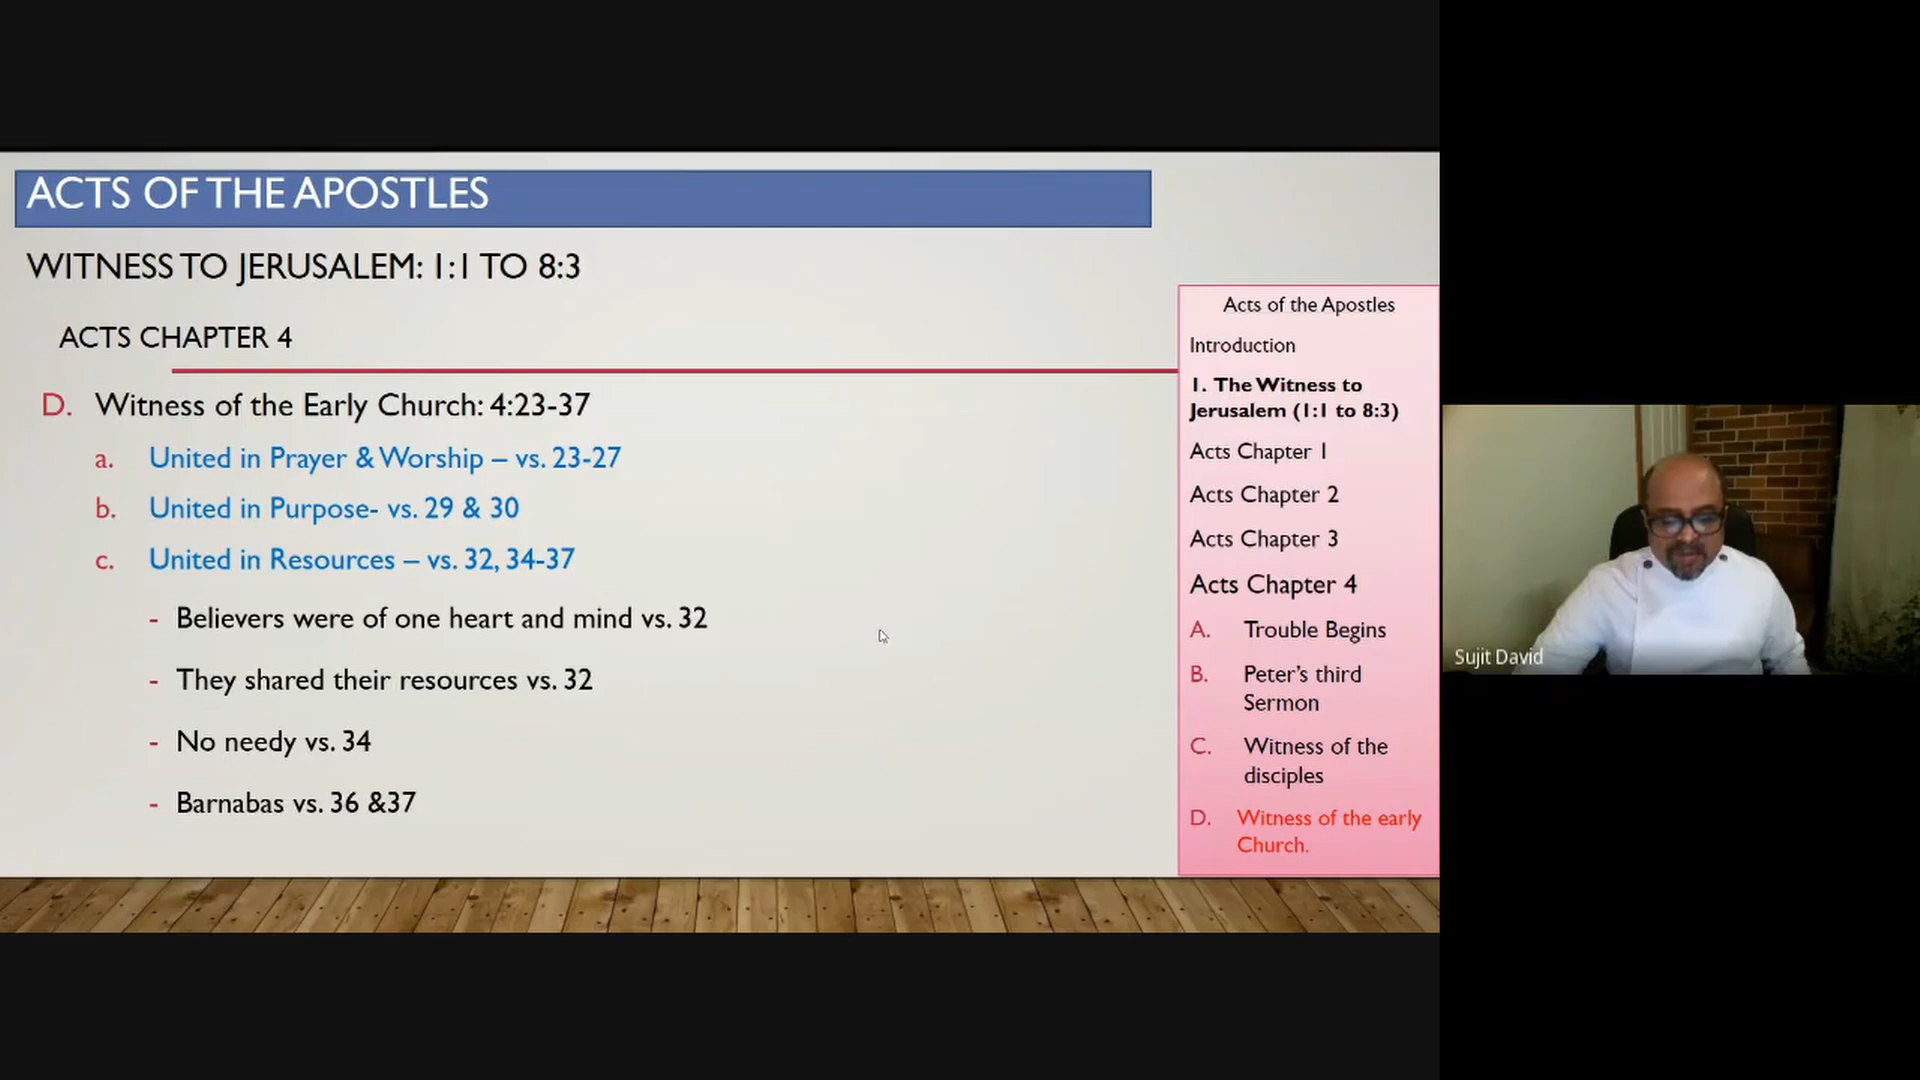 ACTS OF THE APOSTLES
WITNESS TO JERUSALEM: 1:1 TO 8:3
ACTS CHAPTER 4
D. Witness of the Early Church: 4:23-37
a. United in Prayer & Worship – vs. 23-27
b. United in Purpose- vs. 29 & 30
c. United in Resources – vs. 32, 34-37
- Believers were of one heart and mind vs. 32
- They shared their resources vs. 32
- No needy vs. 34
- Barnabas vs. 36 &37
Acts of the Apostles
Introduction
1. The Witness to
Jerusalem (1:1 to 8:3)
Acts Chapter 1
Acts Chapter 2
Acts Chapter 3
Acts Chapter 4
A. Trouble Begins
B. Peter’s third
Sermon
C. Witness of the
disciples
D. Witness of the early
Church.
Sujit David